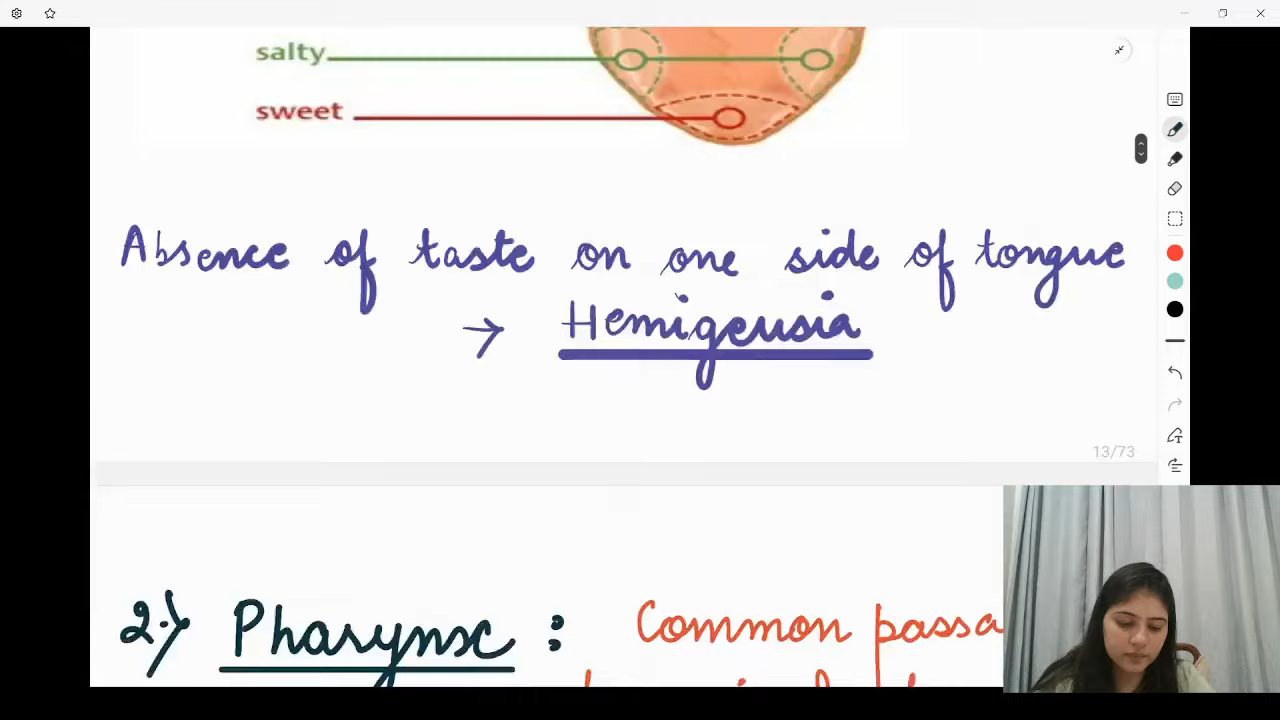 salty
sweet
Absence of taste on one side of tongue
→ Hemigeusia
13/73
2.) Pharynx : Common passa